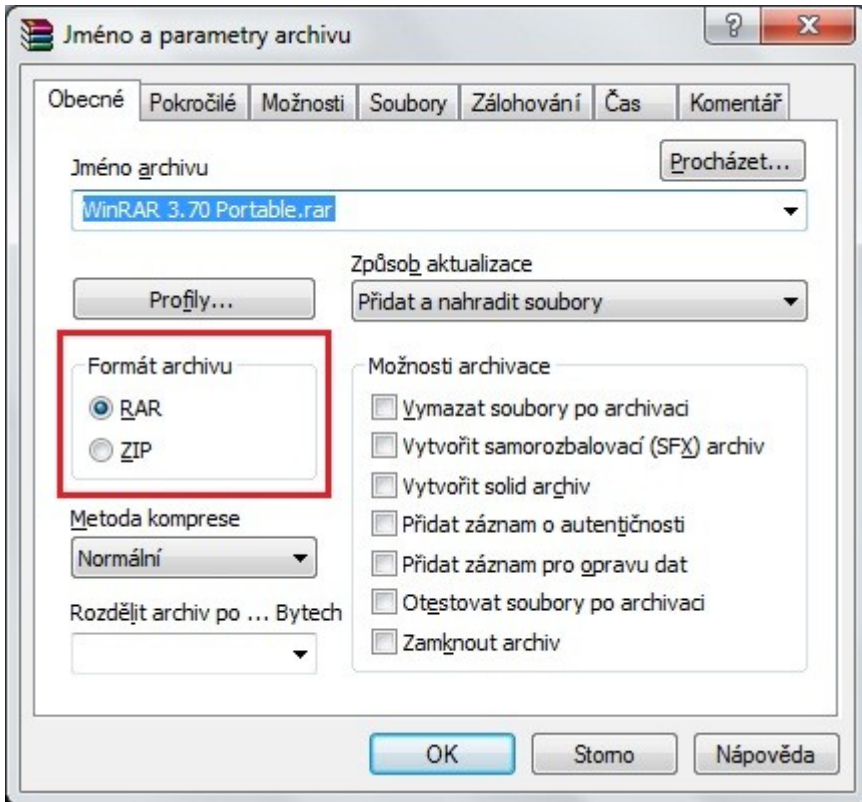 Jméno a parametry archivu
Obecné Pokročilé Možnosti Soubory Zálohování Čas Komentář
Jméno archivu
Procházet...
WinRAR 3.70 Portable.rar
Způsob aktualizace
Profily...
Přidat a nahradit soubory
Formát archivu
RAR
ZIP
Možnosti archivace
Vymazat soubory po archivaci
Vytvořit samorozbalovací (SFX) archiv
Vytvořit solid archiv
Přidat záznam o autentičnosti
Přidat záznam pro opravu dat
Otestovat soubory po archivaci
Zamknout archiv
Metoda komprese
Normální
Rozdělit archiv po ... Bytech
OK Storno Nápověda